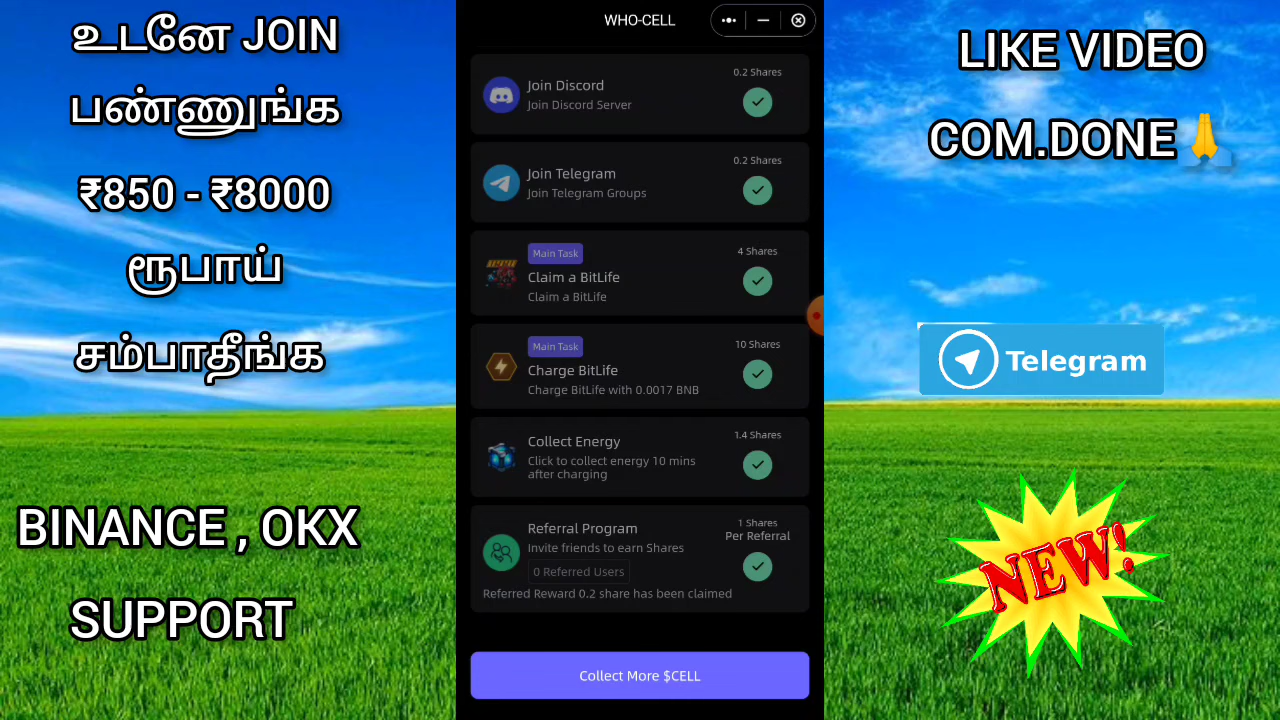 உடனே JOIN
பண்ணுங்க
₹850 - ₹8000
ரூபாய்
சம்பாதீங்க
BINANCE , OKX
SUPPORT
WHO-CELL
Join Discord
Join Discord Server
0.2 Shares
Join Telegram
Join Telegram Groups
0.2 Shares
Main Task
Claim a BitLife
Claim a BitLife
4 Shares
Main Task
Charge BitLife
Charge BitLife with 0.0017 BNB
10 Shares
Collect Energy
Click to collect energy 10 mins
after charging
1.4 Shares
Referral Program
Invite friends to earn Shares
0 Referred Users
1 Shares
Per Referral
Referred Reward 0.2 share has been claimed
Collect More $CELL
LIKE VIDEO
COM.DONE🙏
Telegram
NEW!